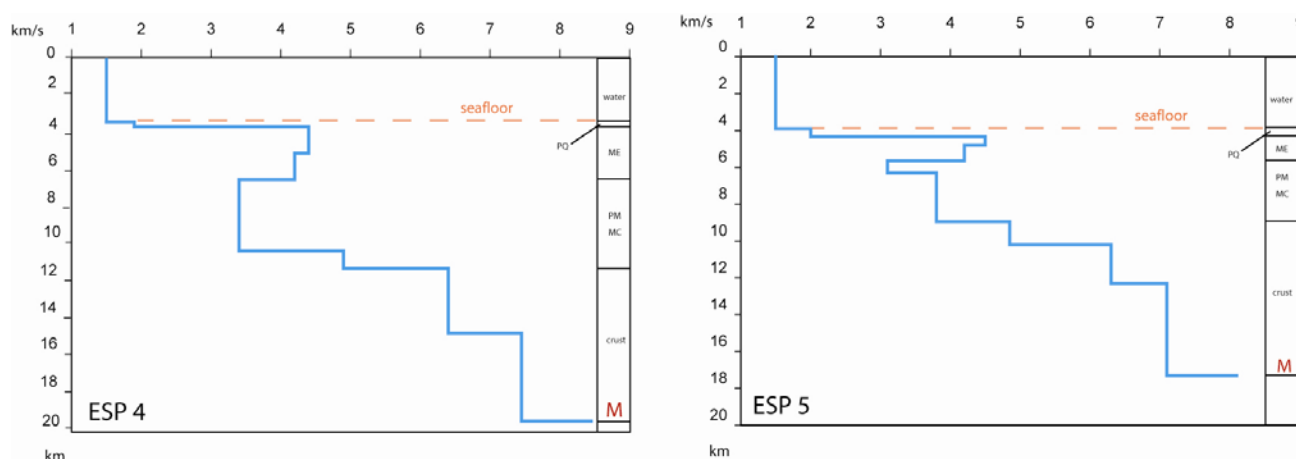 km/s 1 2 3 4 5 6 7 8 9
0
2
4
6
8
10
12
14
16
18
20
km
seafloor
water
PQ
ME
PM
MC
crust
M
ESP 4
km/s
1 2 3 4 5 6 7 8 9
0
2
4
6
8
10
12
14
16
18
20
km
seafloor
water
PQ
ME
PM
MC
crust
M
ESP 5